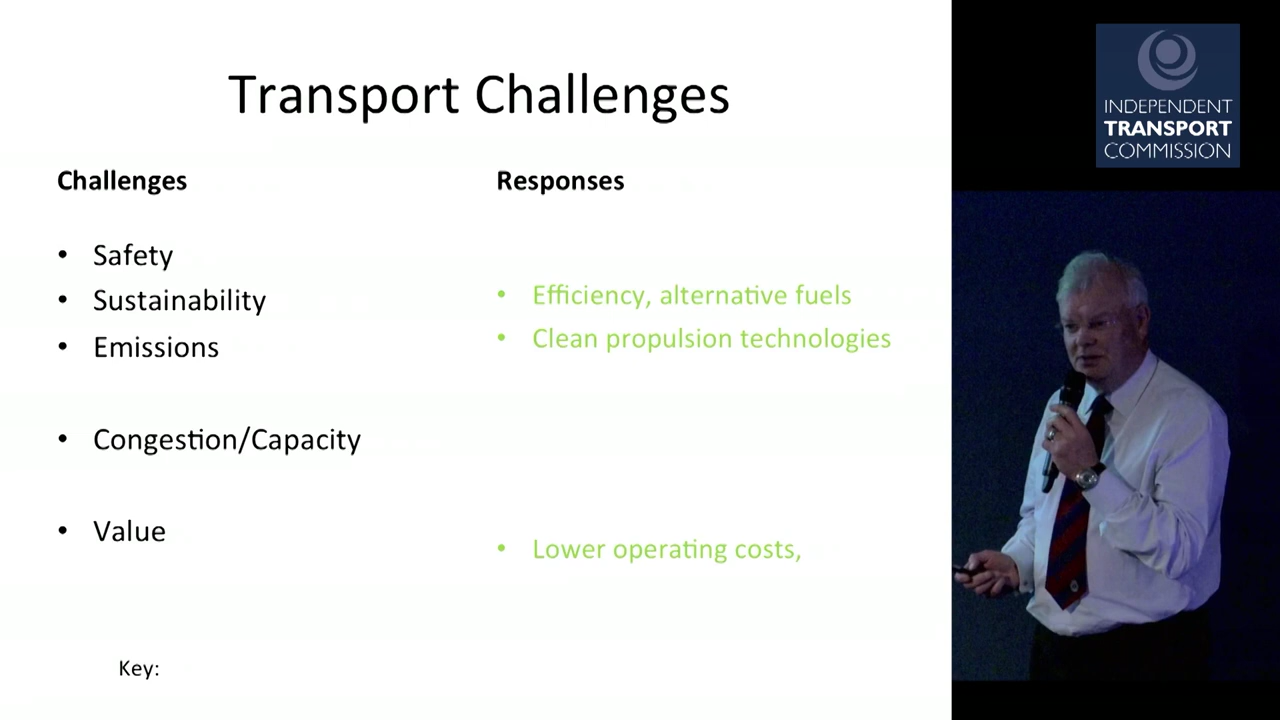 Transport Challenges
Challenges
• Safety
• Sustainability
• Emissions
• Congestion/Capacity
• Value
Key:
Responses
• Efficiency, alternative fuels
• Clean propulsion technologies
• Lower operating costs,
INDEPENDENT
TRANSPORT
COMMISSION